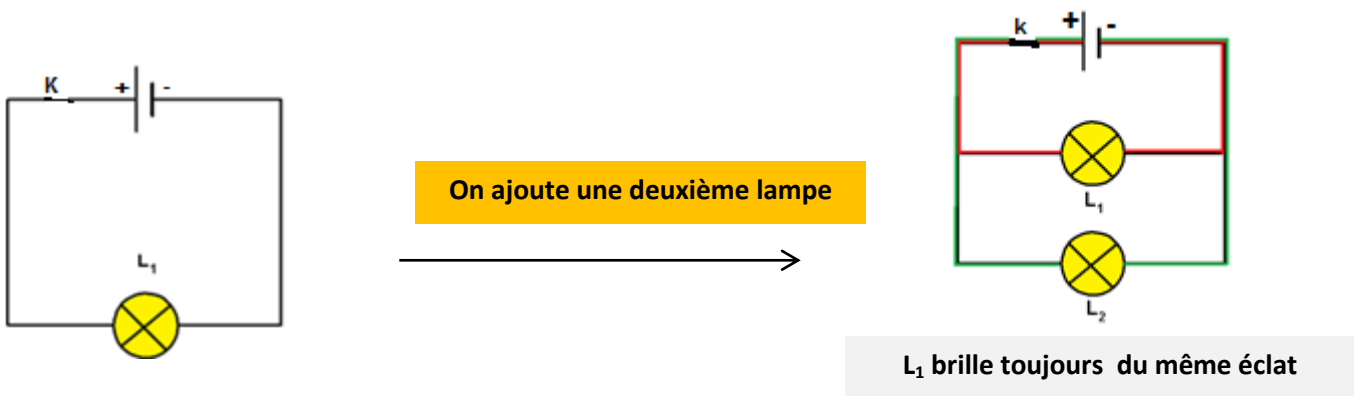 K + -
L₁
On ajoute une deuxième lampe
k + -
L₁
L₂
L₁ brille toujours du même éclat